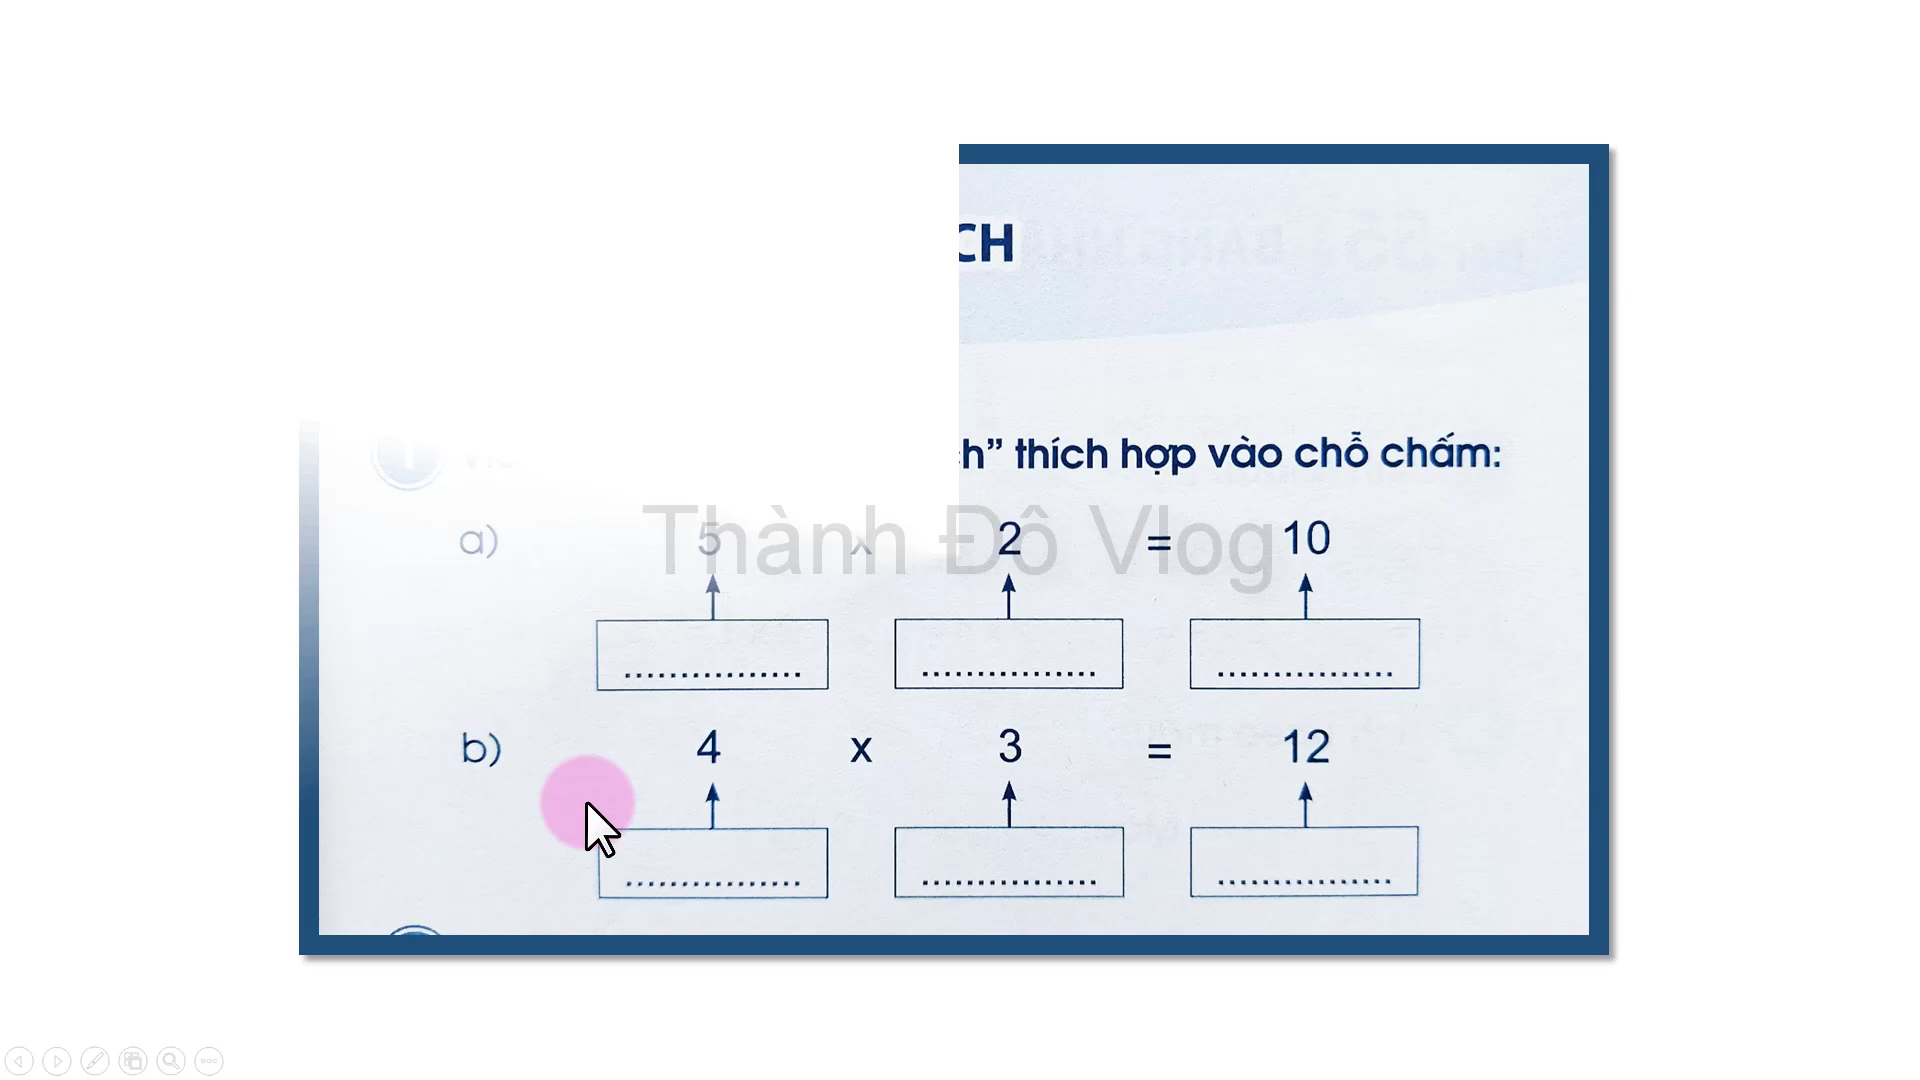 CH
h” thích hợp vào chỗ chấm:
a) 5 x 2 = 10
Thành Đô Vlog
................ ................ ................
b) 4 x 3 = 12
................ ................ ................